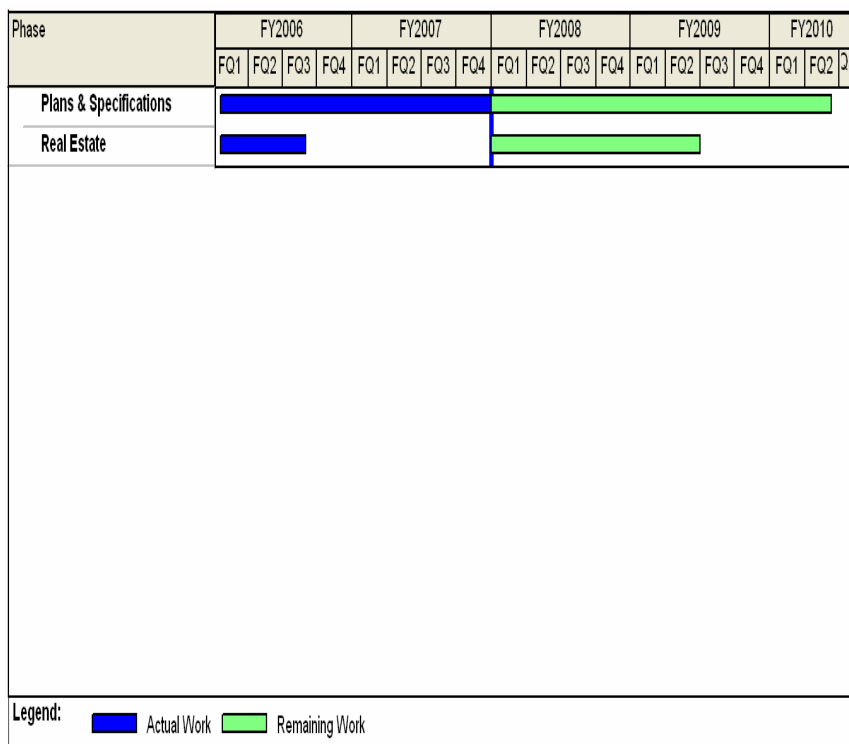 Phase FY2006 FY2007 FY2008 FY2009 FY2010
FQ1 FQ2 FQ3 FQ4 FQ1 FQ2 FQ3 FQ4 FQ1 FQ2 FQ3 FQ4 FQ1 FQ2 FQ3 FQ4 FQ1 FQ2 Q
Plans & Specifications
Real Estate
Legend: Actual Work Remaining Work